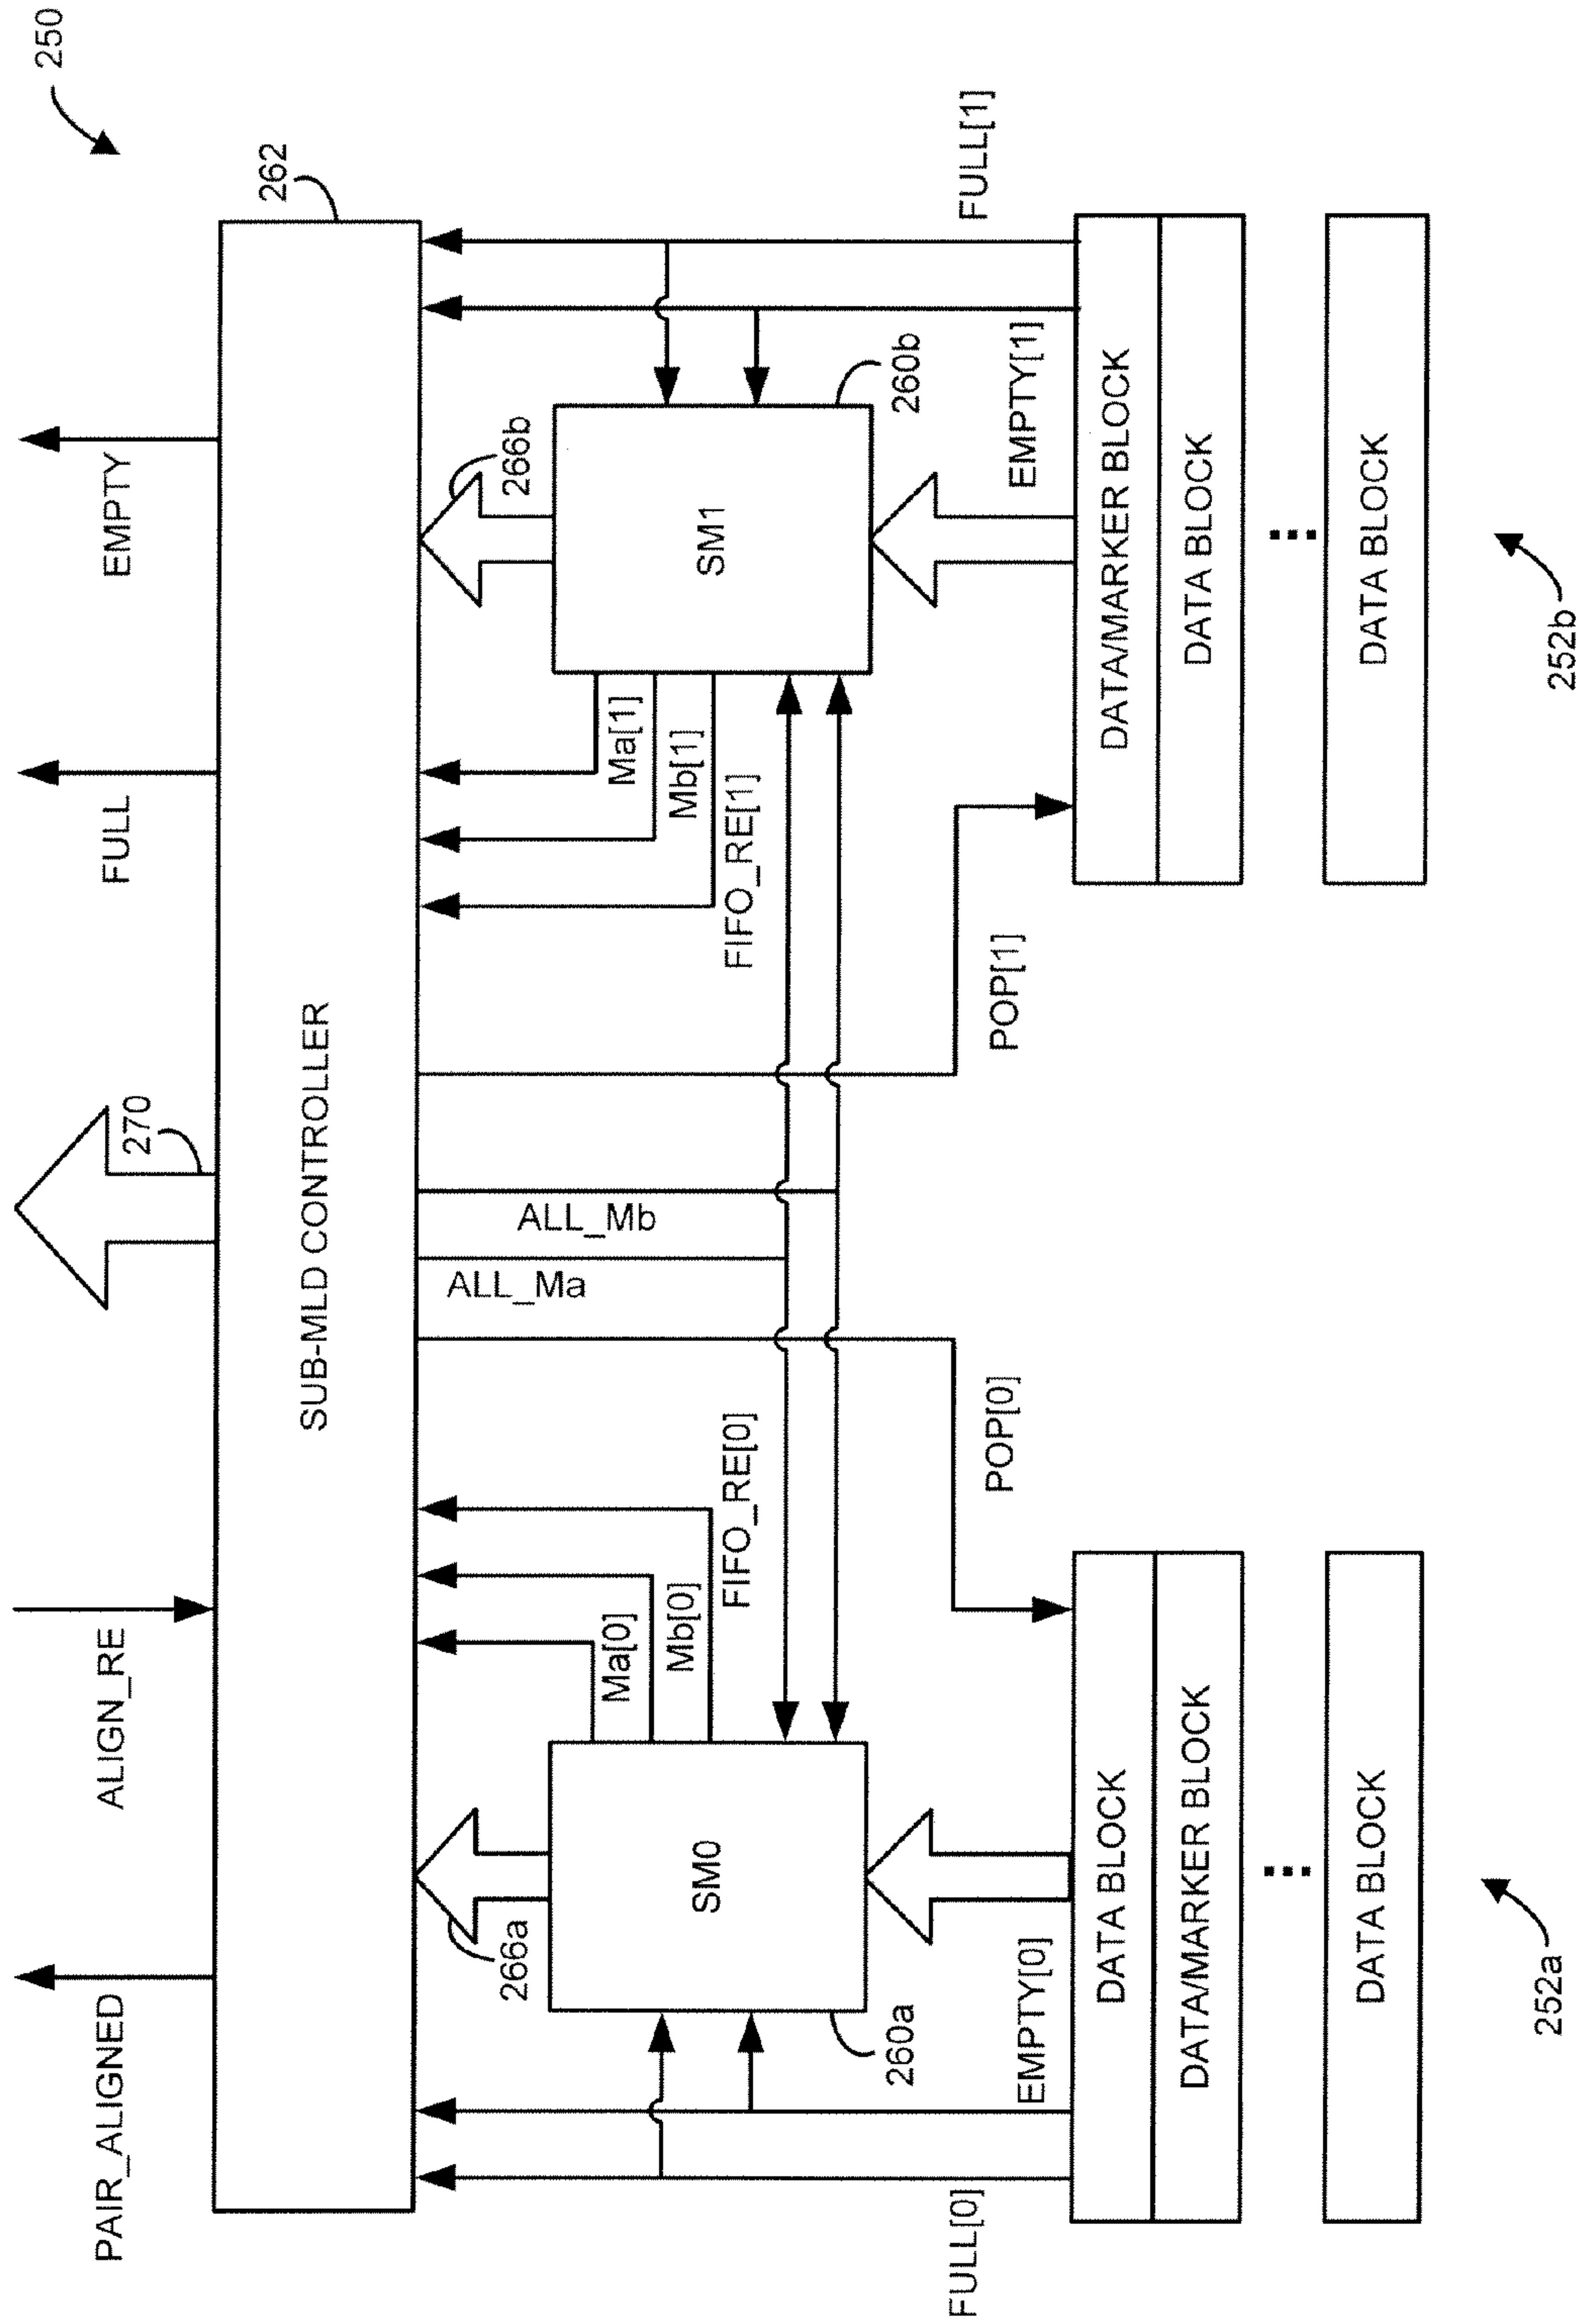 250
PAIR_ALIGNED
ALIGN_RE
270
FULL
EMPTY
262
SUB-MLD CONTROLLER
266a
Ma[0]
Mb[0]
FIFO_RE[0]
ALL_Ma
ALL_Mb
Ma[1]
Mb[1]
FIFO_RE[1]
266b
SM0
SM1
260a
260b
FULL[0]
EMPTY[0]
POP[0]
POP[1]
EMPTY[1]
FULL[1]
DATA BLOCK
DATA/MARKER BLOCK
...
DATA BLOCK
252a
DATA/MARKER BLOCK
DATA BLOCK
...
DATA BLOCK
252b